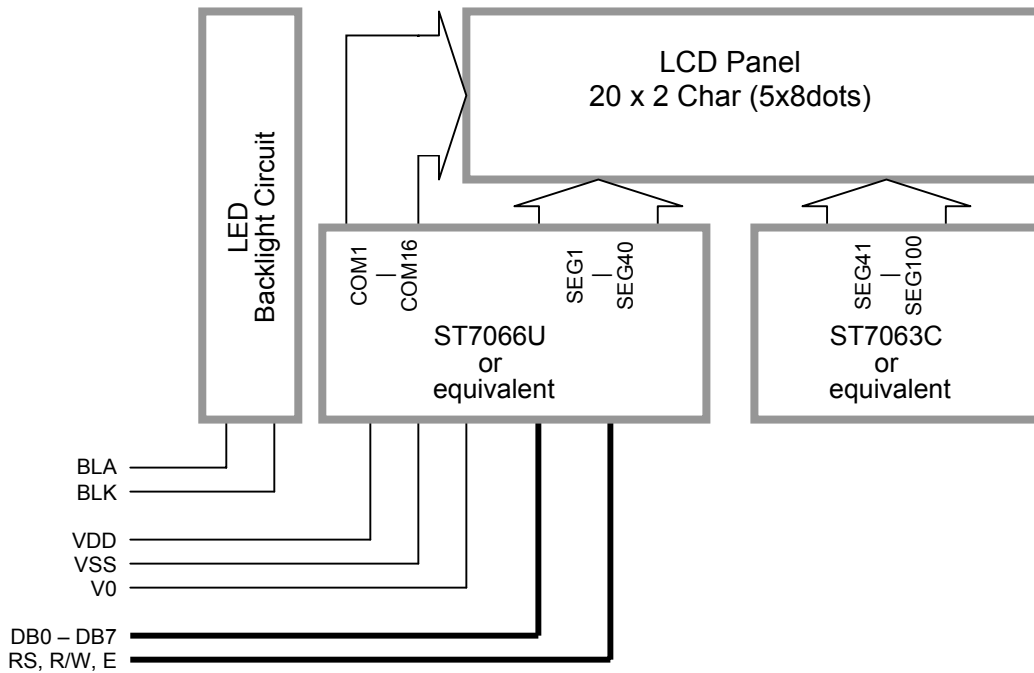 LCD Panel
20 x 2 Char (5x8dots)
LED
Backlight Circuit
COM1
—
COM16
SEG1
—
SEG40
ST7066U
or
equivalent
SEG41
—
SEG100
ST7063C
or
equivalent
BLA
BLK
VDD
VSS
V0
DB0 – DB7
RS, R/W, E